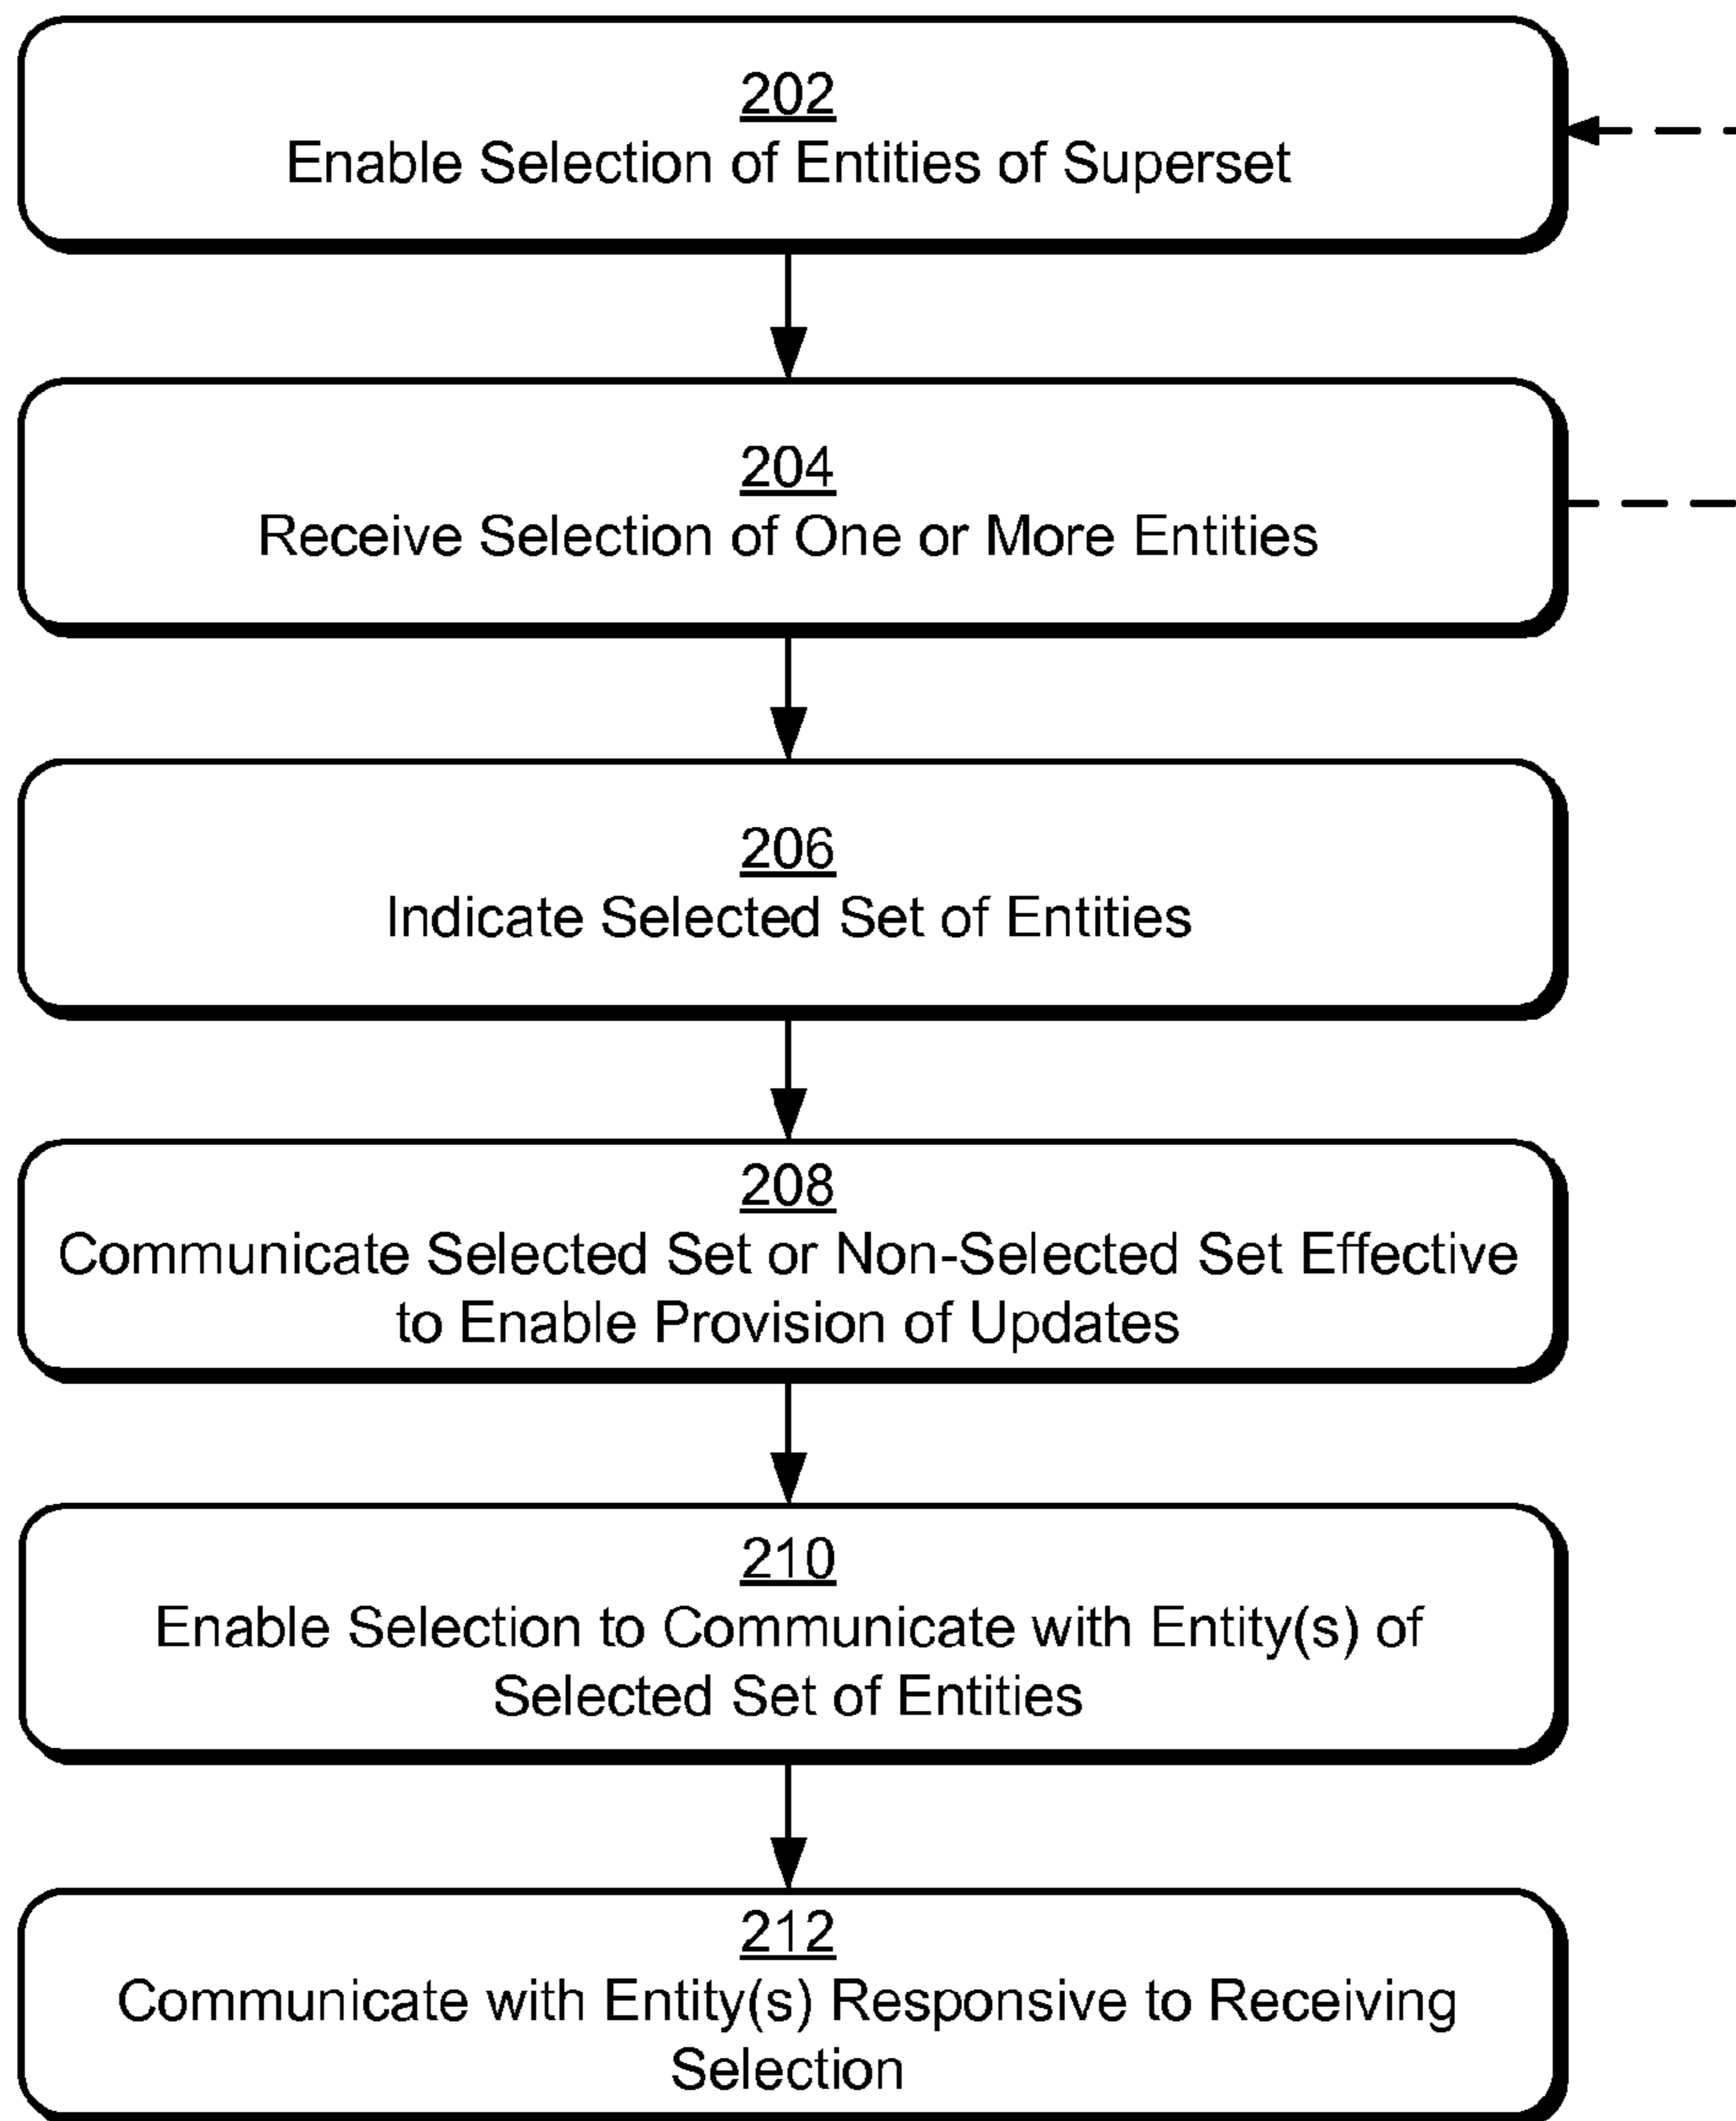 202
Enable Selection of Entities of Superset
204
Receive Selection of One or More Entities
206
Indicate Selected Set of Entities
208
Communicate Selected Set or Non-Selected Set Effective
to Enable Provision of Updates
210
Enable Selection to Communicate with Entity(s) of
Selected Set of Entities
212
Communicate with Entity(s) Responsive to Receiving
Selection